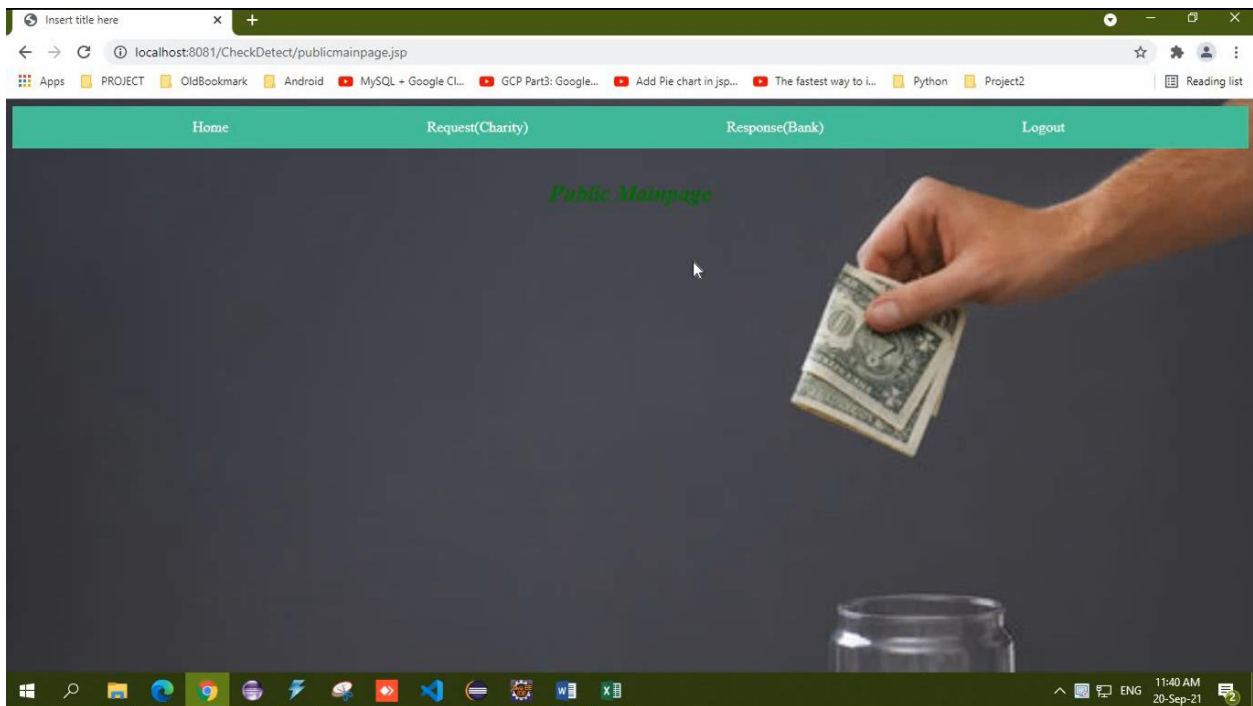 Insert title here
localhost:8081/CheckDetect/publicmainpage.jsp
Apps PROJECT OldBookmark Android MySQL + Google Cl... GCP Part3: Google... Add Pie chart in jsp... The fastest way to i... Python Project2 Reading list
Home Request(Charity) Response(Bank) Logout
Public Mainpage
ENG 11:40 AM
20-Sep-21 2